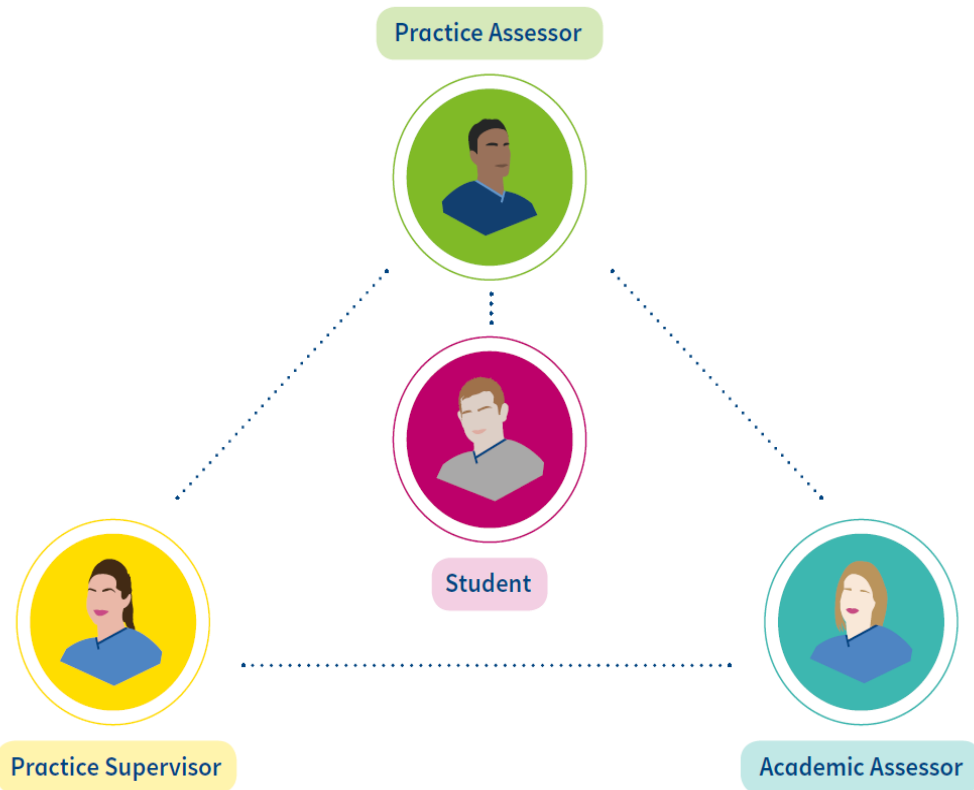 Practice Assessor
Student
Practice Supervisor
Academic Assessor